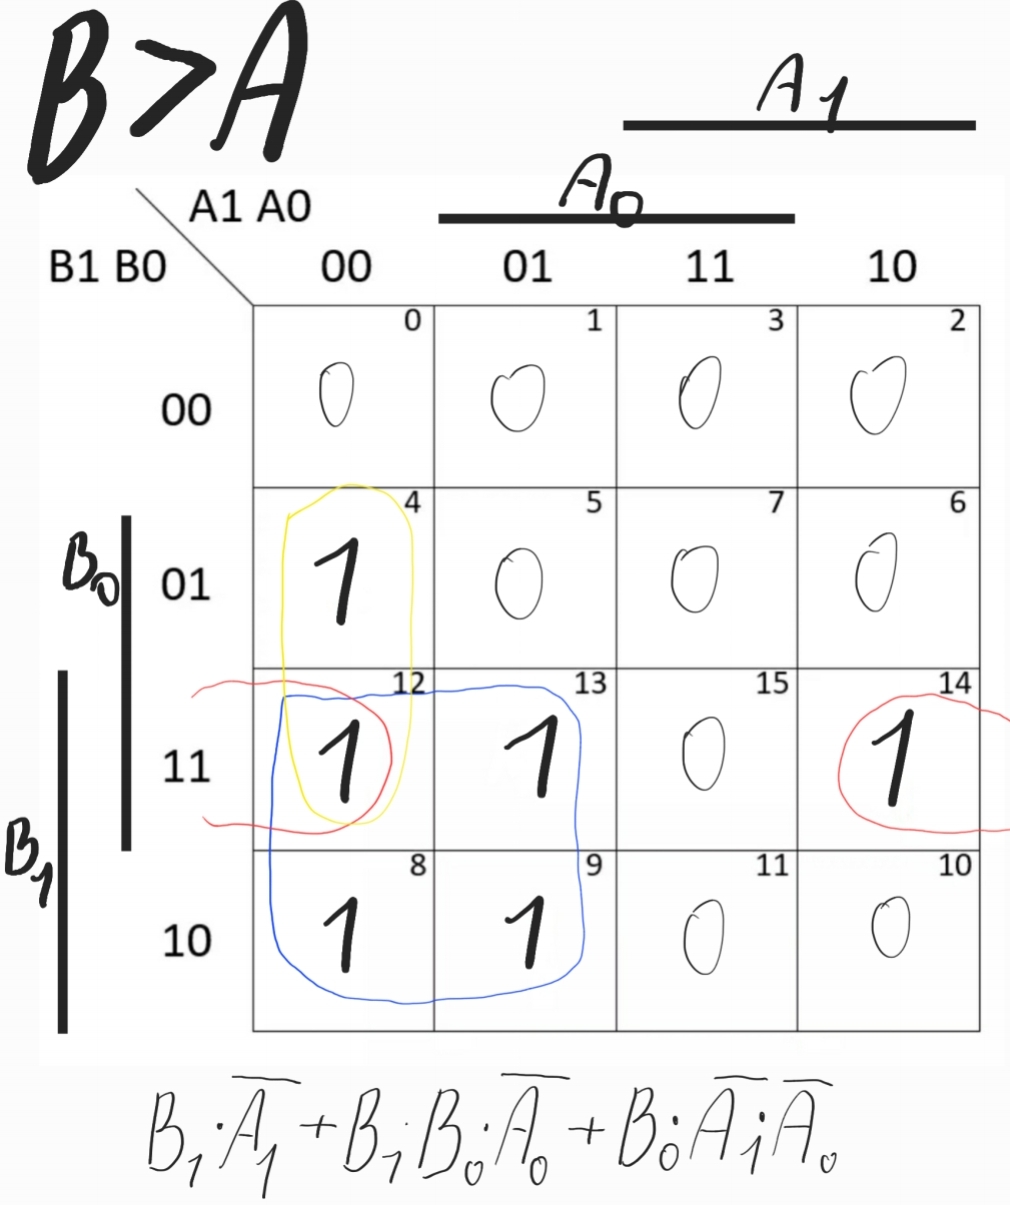 B>A
A1
A0
A1 A0
B1 B0 00 01 11 10
0 1 3 2
00 0 0 0 0
4 5 7 6
B0 01 1 0 0 0
12 13 15 14
11 1 1 0 1
B1
8 9 11 10
10 1 1 0 0
B₁·A̅₁ + B₁·B₀·A̅₀ + B₀·A̅₁·A̅₀